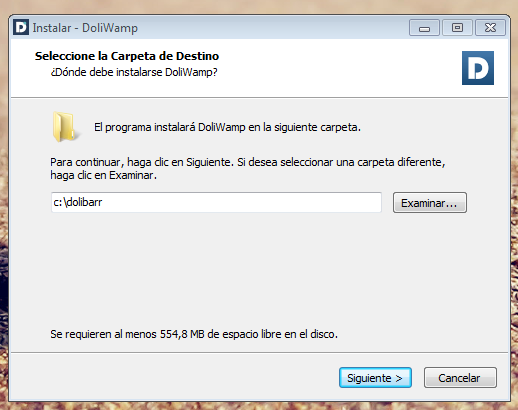 Instalar - DoliWamp
Seleccione la Carpeta de Destino
¿Dónde debe instalarse DoliWamp?
D
El programa instalará DoliWamp en la siguiente carpeta.
Para continuar, haga clic en Siguiente. Si desea seleccionar una carpeta diferente,
haga clic en Examinar.
c:\dolibarr
Examinar...
Se requieren al menos 554,8 MB de espacio libre en el disco.
Siguiente >
Cancelar